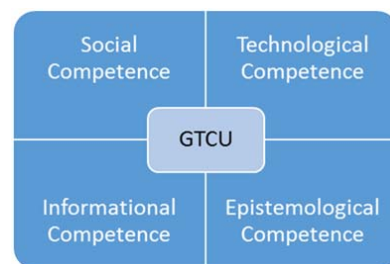 Social
Competence
Technological
Competence
GTCU
Informational
Competence
Epistemological
Competence